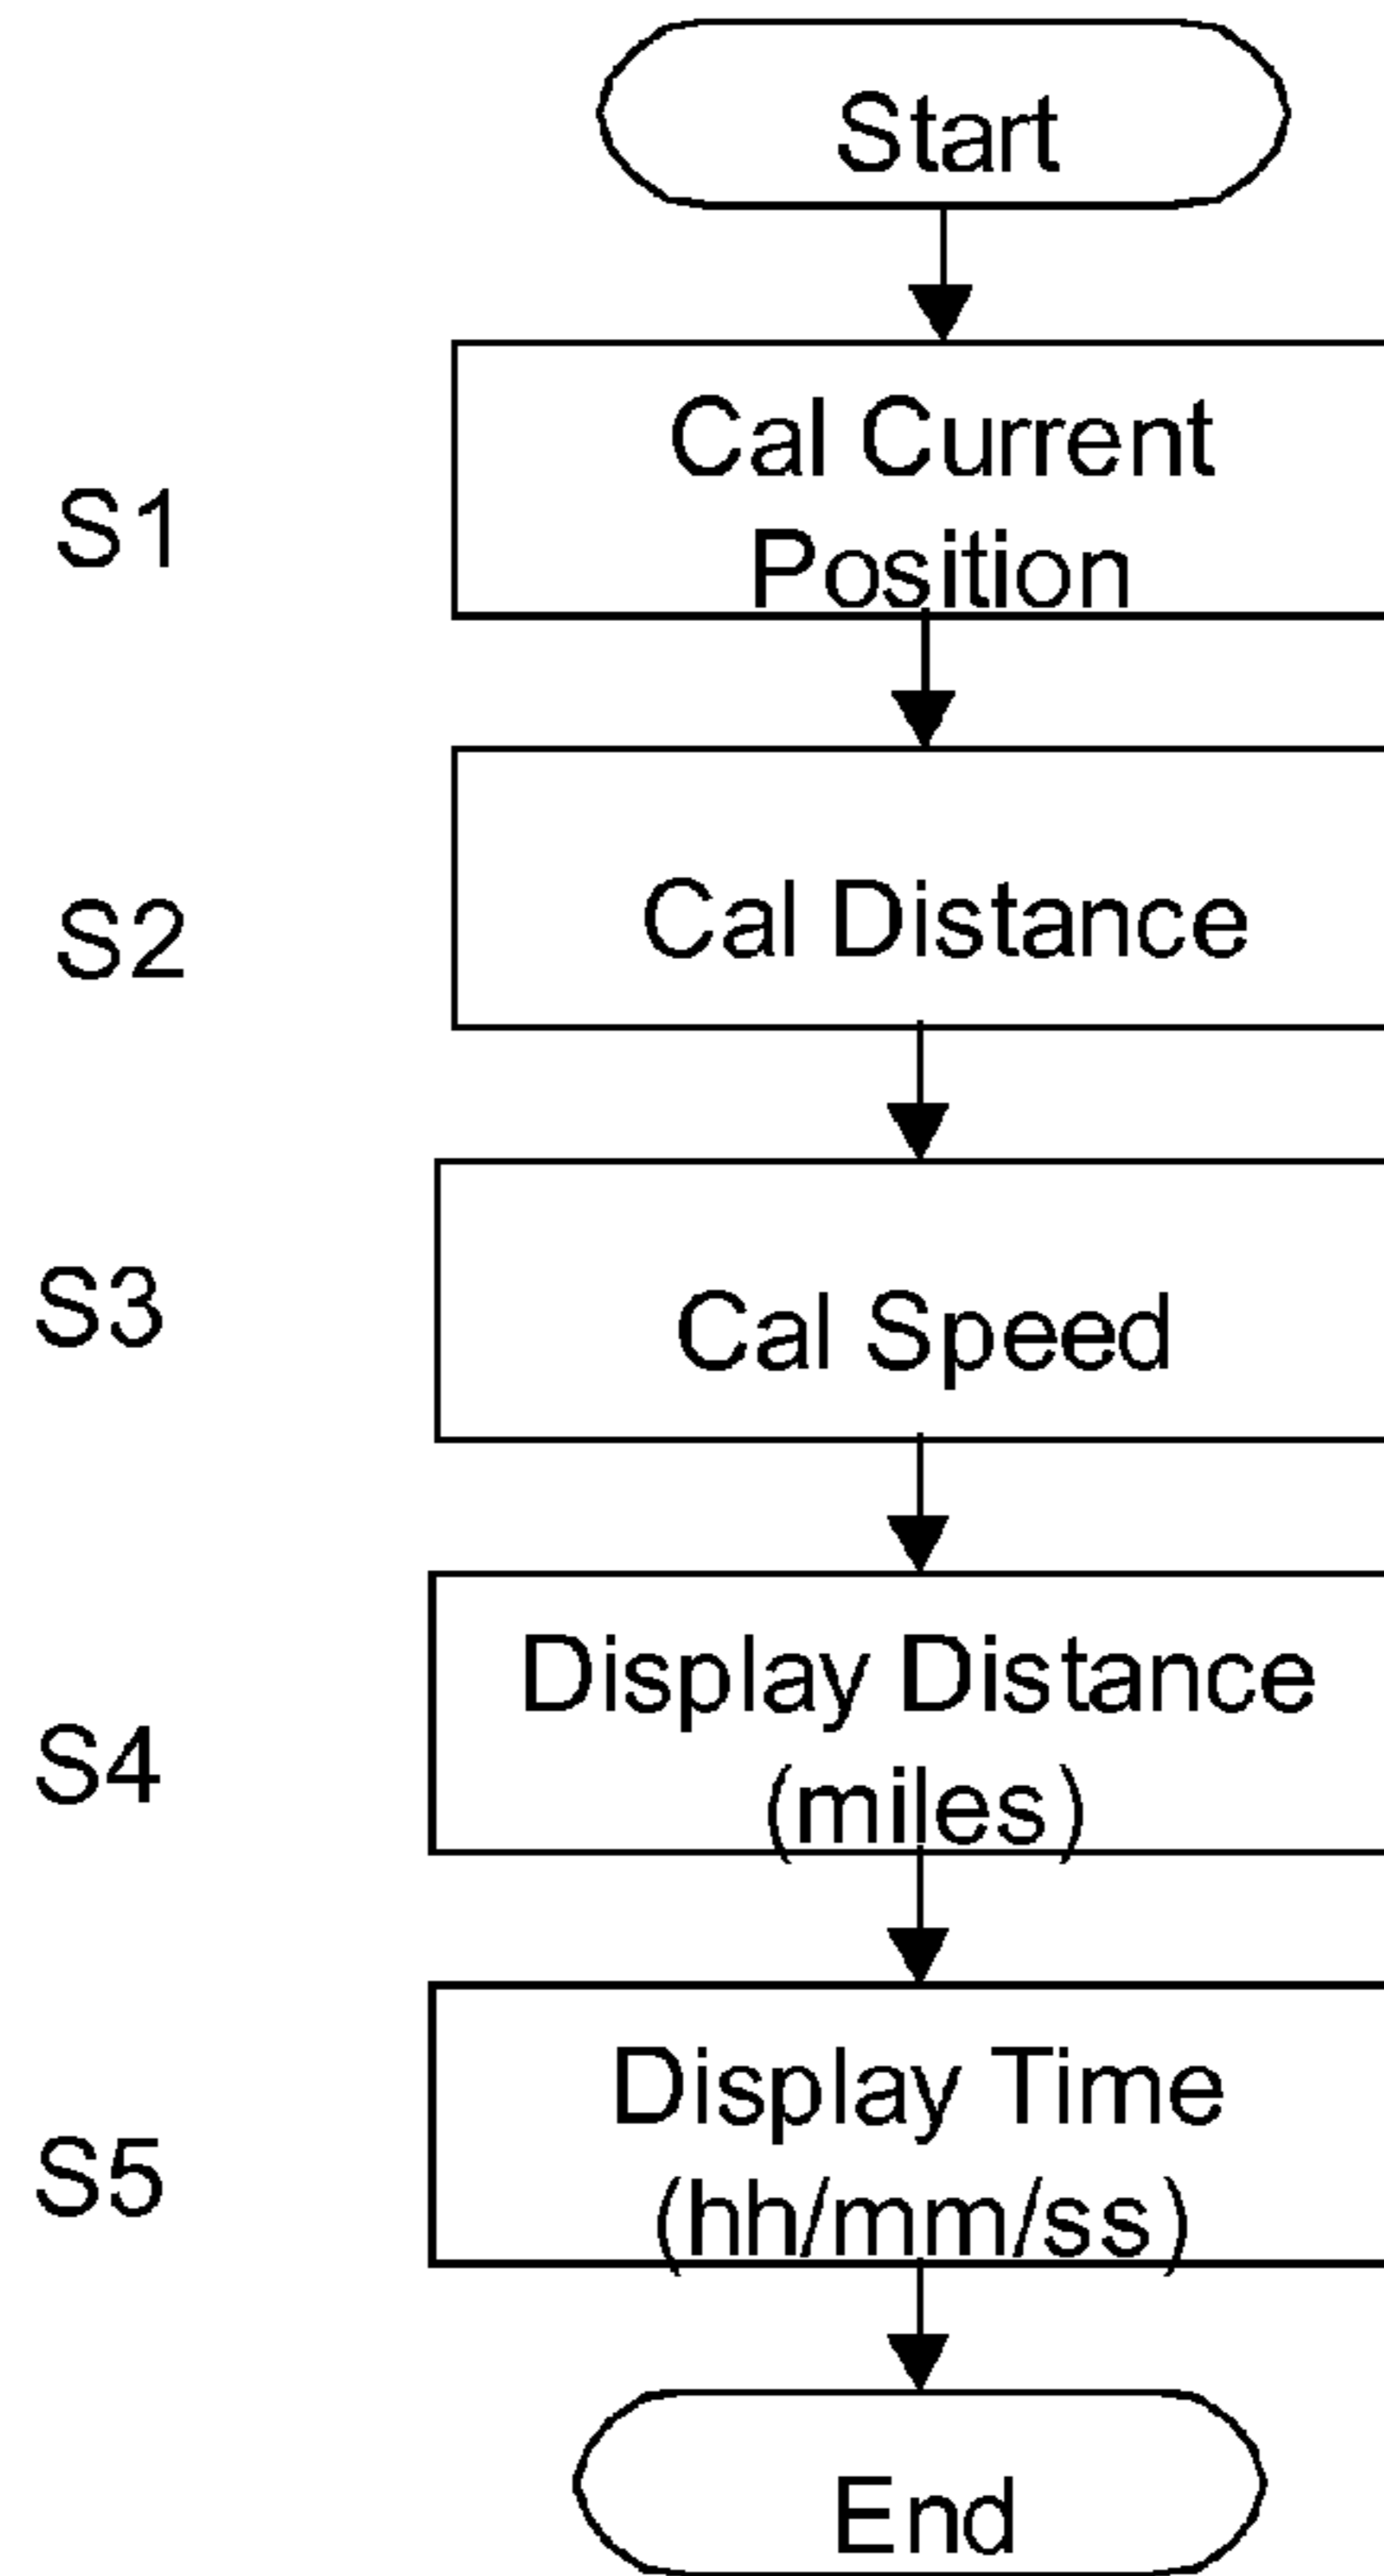 Start
S1
Cal Current
Position
S2
Cal Distance
S3
Cal Speed
S4
Display Distance
(miles)
S5
Display Time
(hh/mm/ss)
End